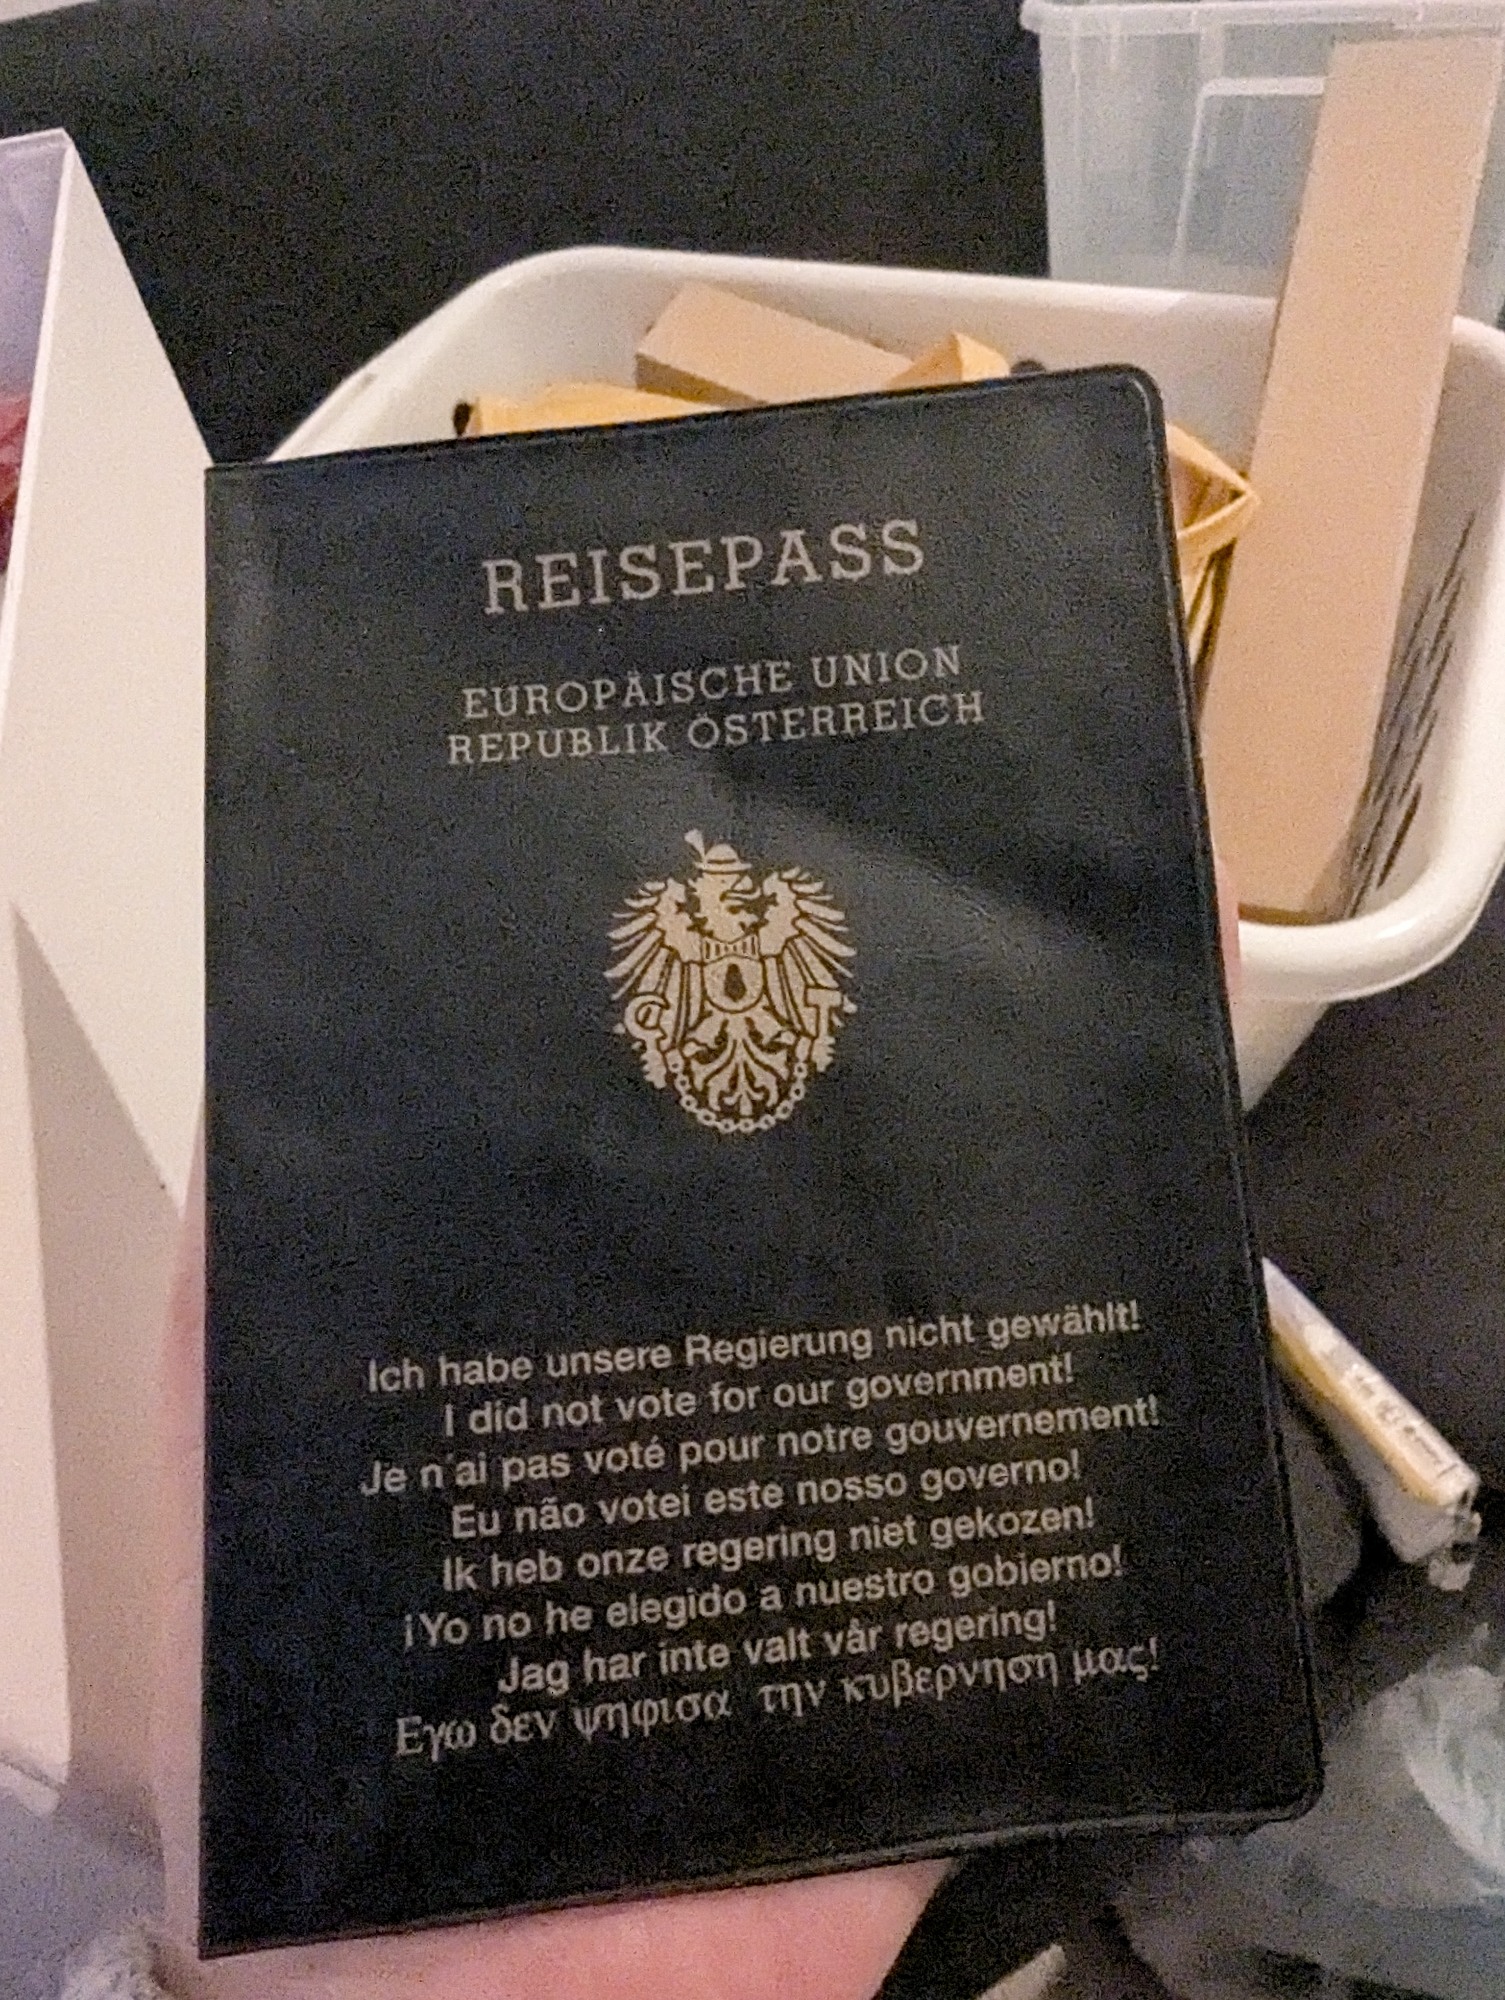 REISEPASS
EUROPÄISCHE UNION
REPUBLIK ÖSTERREICH
Ich habe unsere Regierung nicht gewählt!
I did not vote for our government!
Je n´ai pas voté pour notre gouvernement!
Eu não votei este nosso governo!
Ik heb onze regering niet gekozen!
¡Yo no he elegido a nuestro gobierno!
Jag har inte valt vår regering!
Εγω δεν ψηφισα την κυβερνηση μας!